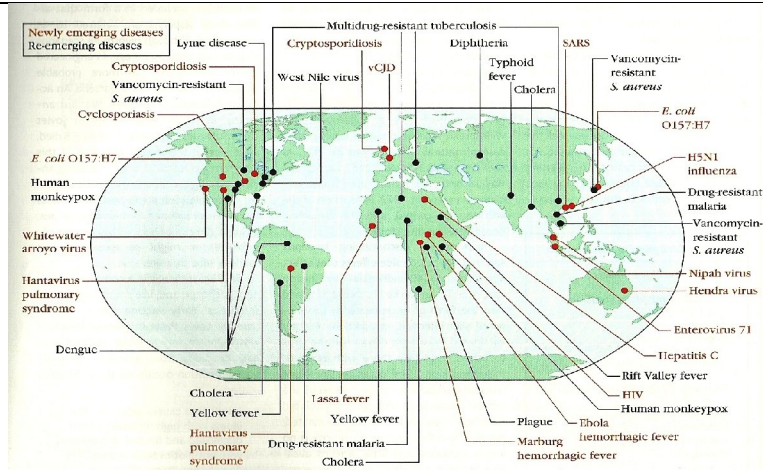 Newly emerging diseases
Re-emerging diseases
Multidrug-resistant tuberculosis
Lyme disease
Cryptosporidiosis
Diphtheria
SARS
Vancomycin-
resistant
S. aureus
Cryptosporidiosis
Vancomycin-resistant
S. aureus
Cyclosporiasis
West Nile virus
vCJD
Typhoid
fever
Cholera
E. coli
O157:H7
E coli O157:H7
Human
monkeypox
H5N1
influenza
Drug-resistant
malaria
Vancomycin-
resistant
S. aureus
Whitewater
arroyo virus
Hantavirus
pulmonary
syndrome
Nipah virus
Hendra virus
Enterovirus 71
Hepatitis C
Dengue
Rift Valley fever
HIV
Human monkeypox
Cholera
Yellow fever
Hantavirus
pulmonary
syndrome
Lassa fever
Yellow fever
Drug-resistant malaria
Cholera
Plague
Marburg
hemorrhagic fever
Ebola
hemorrhagic fever